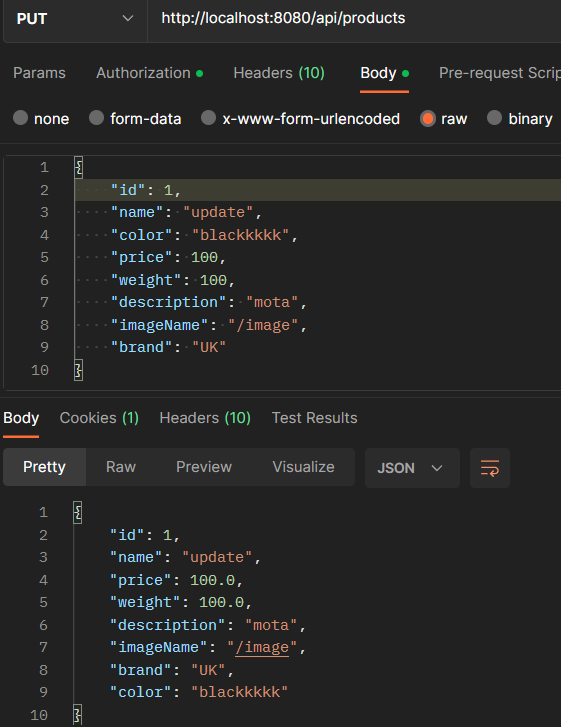 PUT http://localhost:8080/api/products
Params Authorization Headers (10) Body Pre-request Scrip
none form-data x-www-form-urlencoded raw binary
1 {
2 "id": 1,
3 "name": "update",
4 "color": "blackkkkk",
5 "price": 100,
6 "weight": 100,
7 "description": "mota",
8 "imageName": "/image",
9 "brand": "UK"
10 }
Body Cookies (1) Headers (10) Test Results
Pretty Raw Preview Visualize JSON
1 {
2 "id": 1,
3 "name": "update",
4 "price": 100.0,
5 "weight": 100.0,
6 "description": "mota",
7 "imageName": "/image",
8 "brand": "UK",
9 "color": "blackkkkk"
10 }